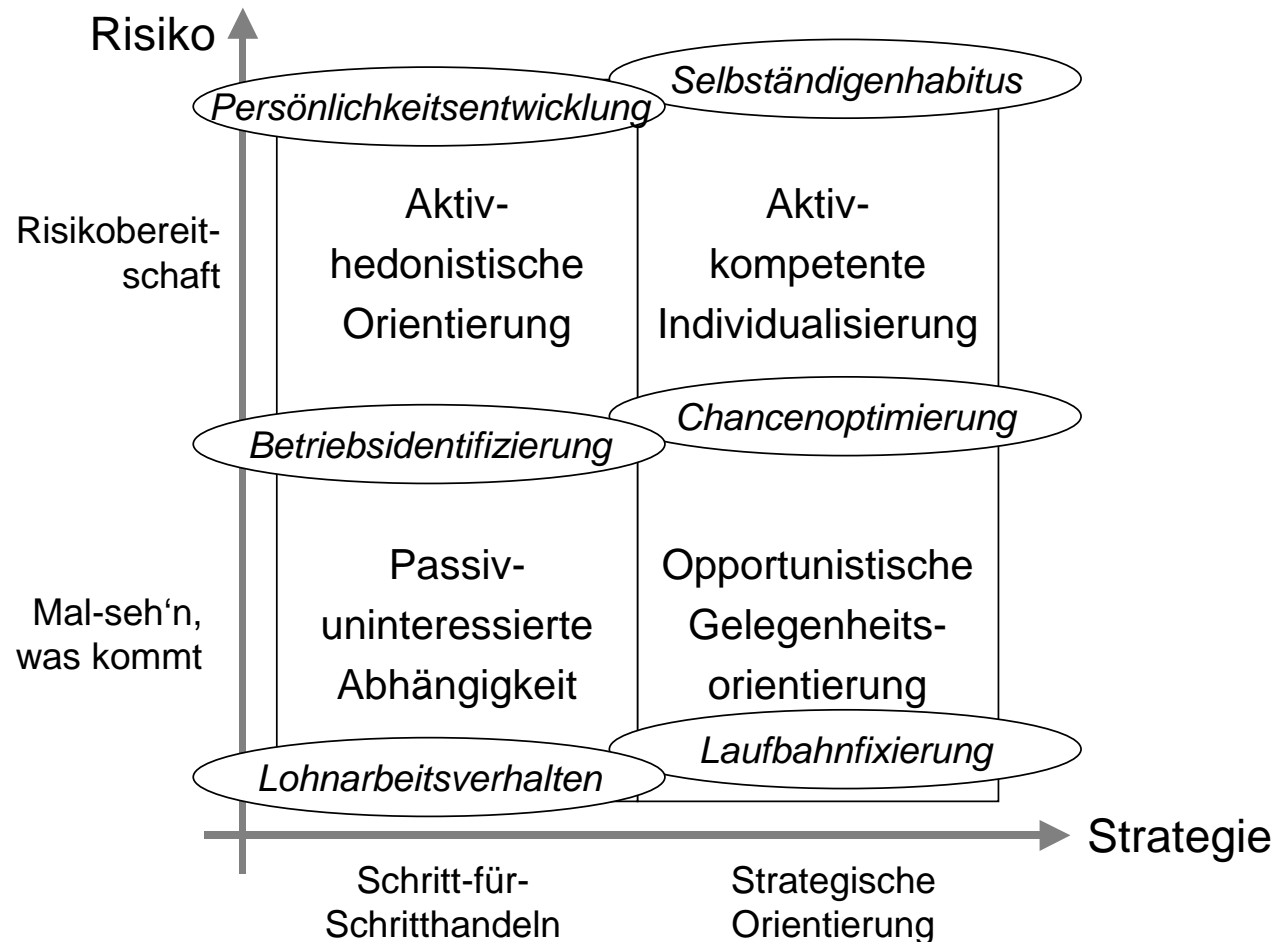 Risiko
Selbständigenhabitus
Persönlichkeitsentwicklung
Risikobereit-
schaft
Aktiv-
hedonistische
Orientierung
Aktiv-
kompetente
Individualisierung
Chancenoptimierung
Betriebsidentifizierung
Mal-seh‘n,
was kommt
Passiv-
uninteressierte
Abhängigkeit
Opportunistische
Gelegenheits-
orientierung
Laufbahnfixierung
Lohnarbeitsverhalten
Strategie
Schritt-für-
Schritthandeln
Strategische
Orientierung